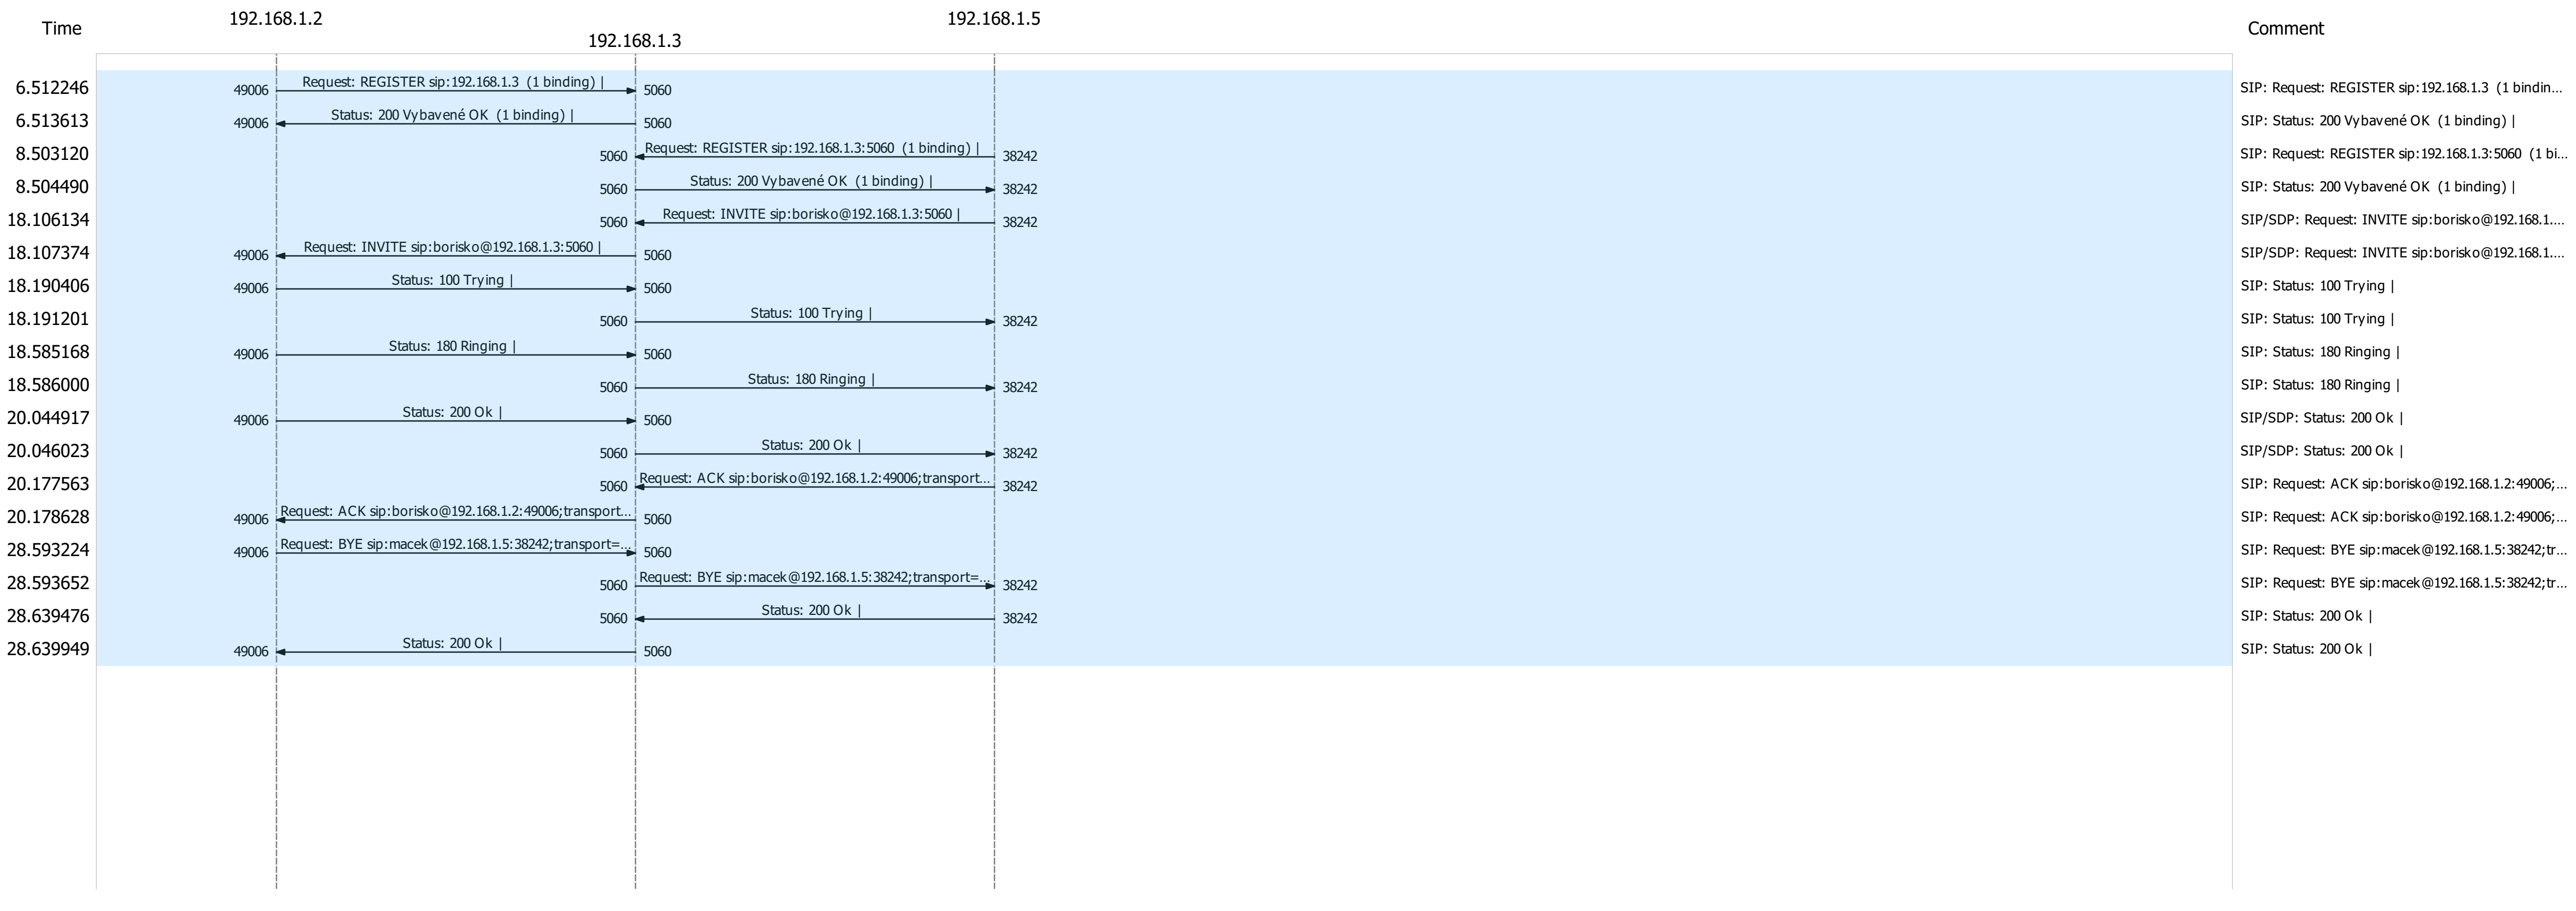 192.168.1.2 192.168.1.5
Time Comment
192.168.1.3
6.512246 49006 Request: REGISTER sip:192.168.1.3 (1 binding) | 5060 SIP: Request: REGISTER sip:192.168.1.3 (1 bindin...
6.513613 49006 Status: 200 Vybavené OK (1 binding) | 5060 SIP: Status: 200 Vybavené OK (1 binding) |
8.503120 5060 Request: REGISTER sip:192.168.1.3:5060 (1 binding) | 38242 SIP: Request: REGISTER sip:192.168.1.3:5060 (1 bi...
8.504490 5060 Status: 200 Vybavené OK (1 binding) | 38242 SIP: Status: 200 Vybavené OK (1 binding) |
18.106134 5060 Request: INVITE sip:borisko@192.168.1.3:5060 | 38242 SIP/SDP: Request: INVITE sip:borisko@192.168.1....
18.107374 49006 Request: INVITE sip:borisko@192.168.1.3:5060 | 5060 SIP/SDP: Request: INVITE sip:borisko@192.168.1....
18.190406 49006 Status: 100 Trying | 5060 SIP: Status: 100 Trying |
18.191201 5060 Status: 100 Trying | 38242 SIP: Status: 100 Trying |
18.585168 49006 Status: 180 Ringing | 5060 SIP: Status: 180 Ringing |
18.586000 5060 Status: 180 Ringing | 38242 SIP: Status: 180 Ringing |
20.044917 49006 Status: 200 Ok | 5060 SIP/SDP: Status: 200 Ok |
20.046023 5060 Status: 200 Ok | 38242 SIP/SDP: Status: 200 Ok |
20.177563 5060 Request: ACK sip:borisko@192.168.1.2:49006;transport... 38242 SIP: Request: ACK sip:borisko@192.168.1.2:49006;...
20.178628 49006 Request: ACK sip:borisko@192.168.1.2:49006;transport... 5060 SIP: Request: ACK sip:borisko@192.168.1.2:49006;...
28.593224 49006 Request: BYE sip:macek@192.168.1.5:38242;transport=... 5060 SIP: Request: BYE sip:macek@192.168.1.5:38242;tr...
28.593652 5060 Request: BYE sip:macek@192.168.1.5:38242;transport=... 38242 SIP: Request: BYE sip:macek@192.168.1.5:38242;tr...
28.639476 5060 Status: 200 Ok | 38242 SIP: Status: 200 Ok |
28.639949 49006 Status: 200 Ok | 5060 SIP: Status: 200 Ok |